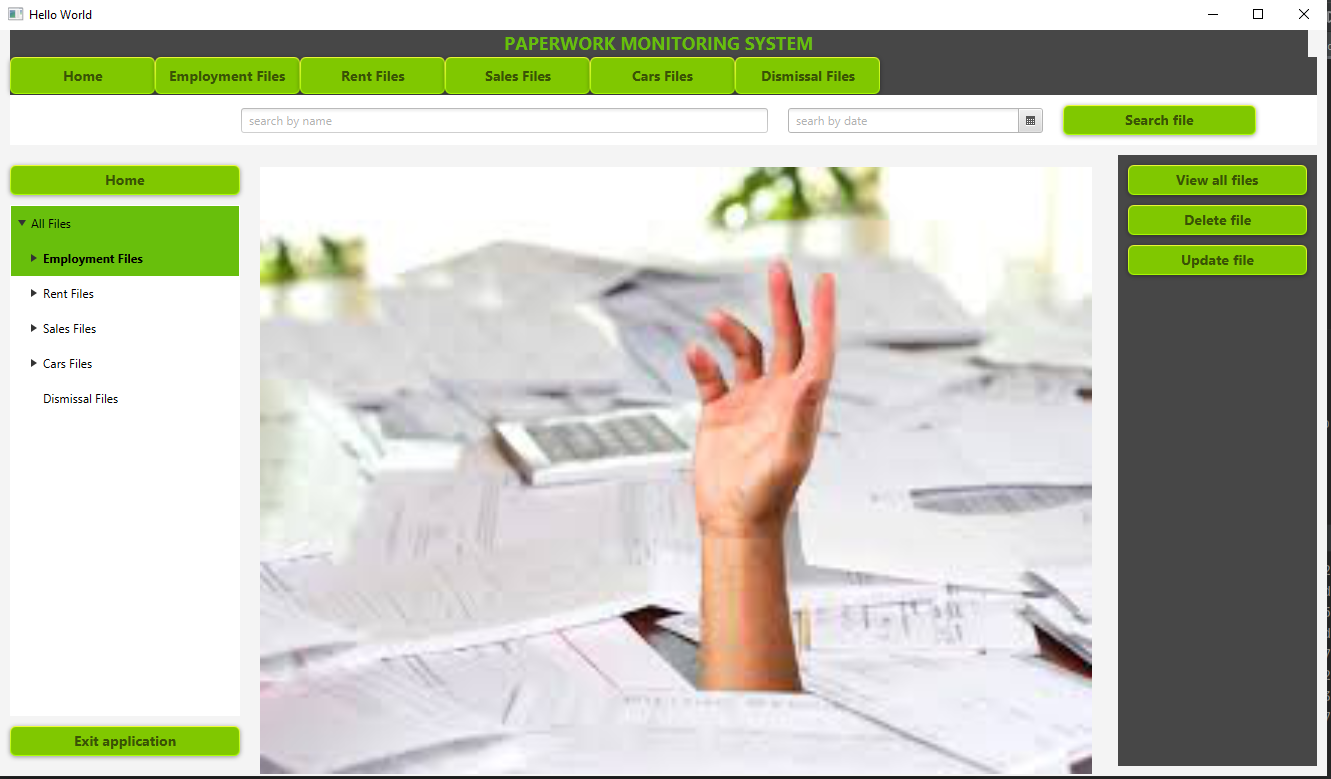 Hello World
PAPERWORK MONITORING SYSTEM
Home Employment Files Rent Files Sales Files Cars Files Dismissal Files
search by name searh by date Search file
Home
All Files
Employment Files
Rent Files
Sales Files
Cars Files
Dismissal Files
Exit application
View all files
Delete file
Update file